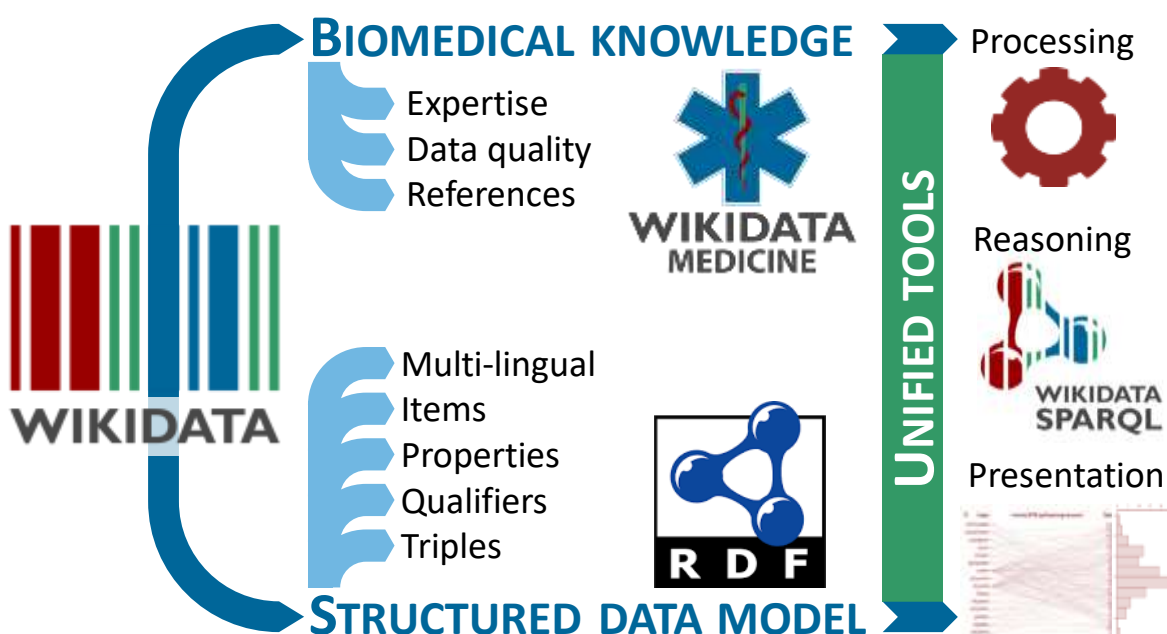 BIOMEDICAL KNOWLEDGE
Expertise
Data quality
References
WIKIDATA
MEDICINE
WIKIDATA
Multi-lingual
Items
Properties
Qualifiers
Triples
RDF
STRUCTURED DATA MODEL
UNIFIED TOOLS
Processing
Reasoning
WIKIDATA
SPARQL
Presentation